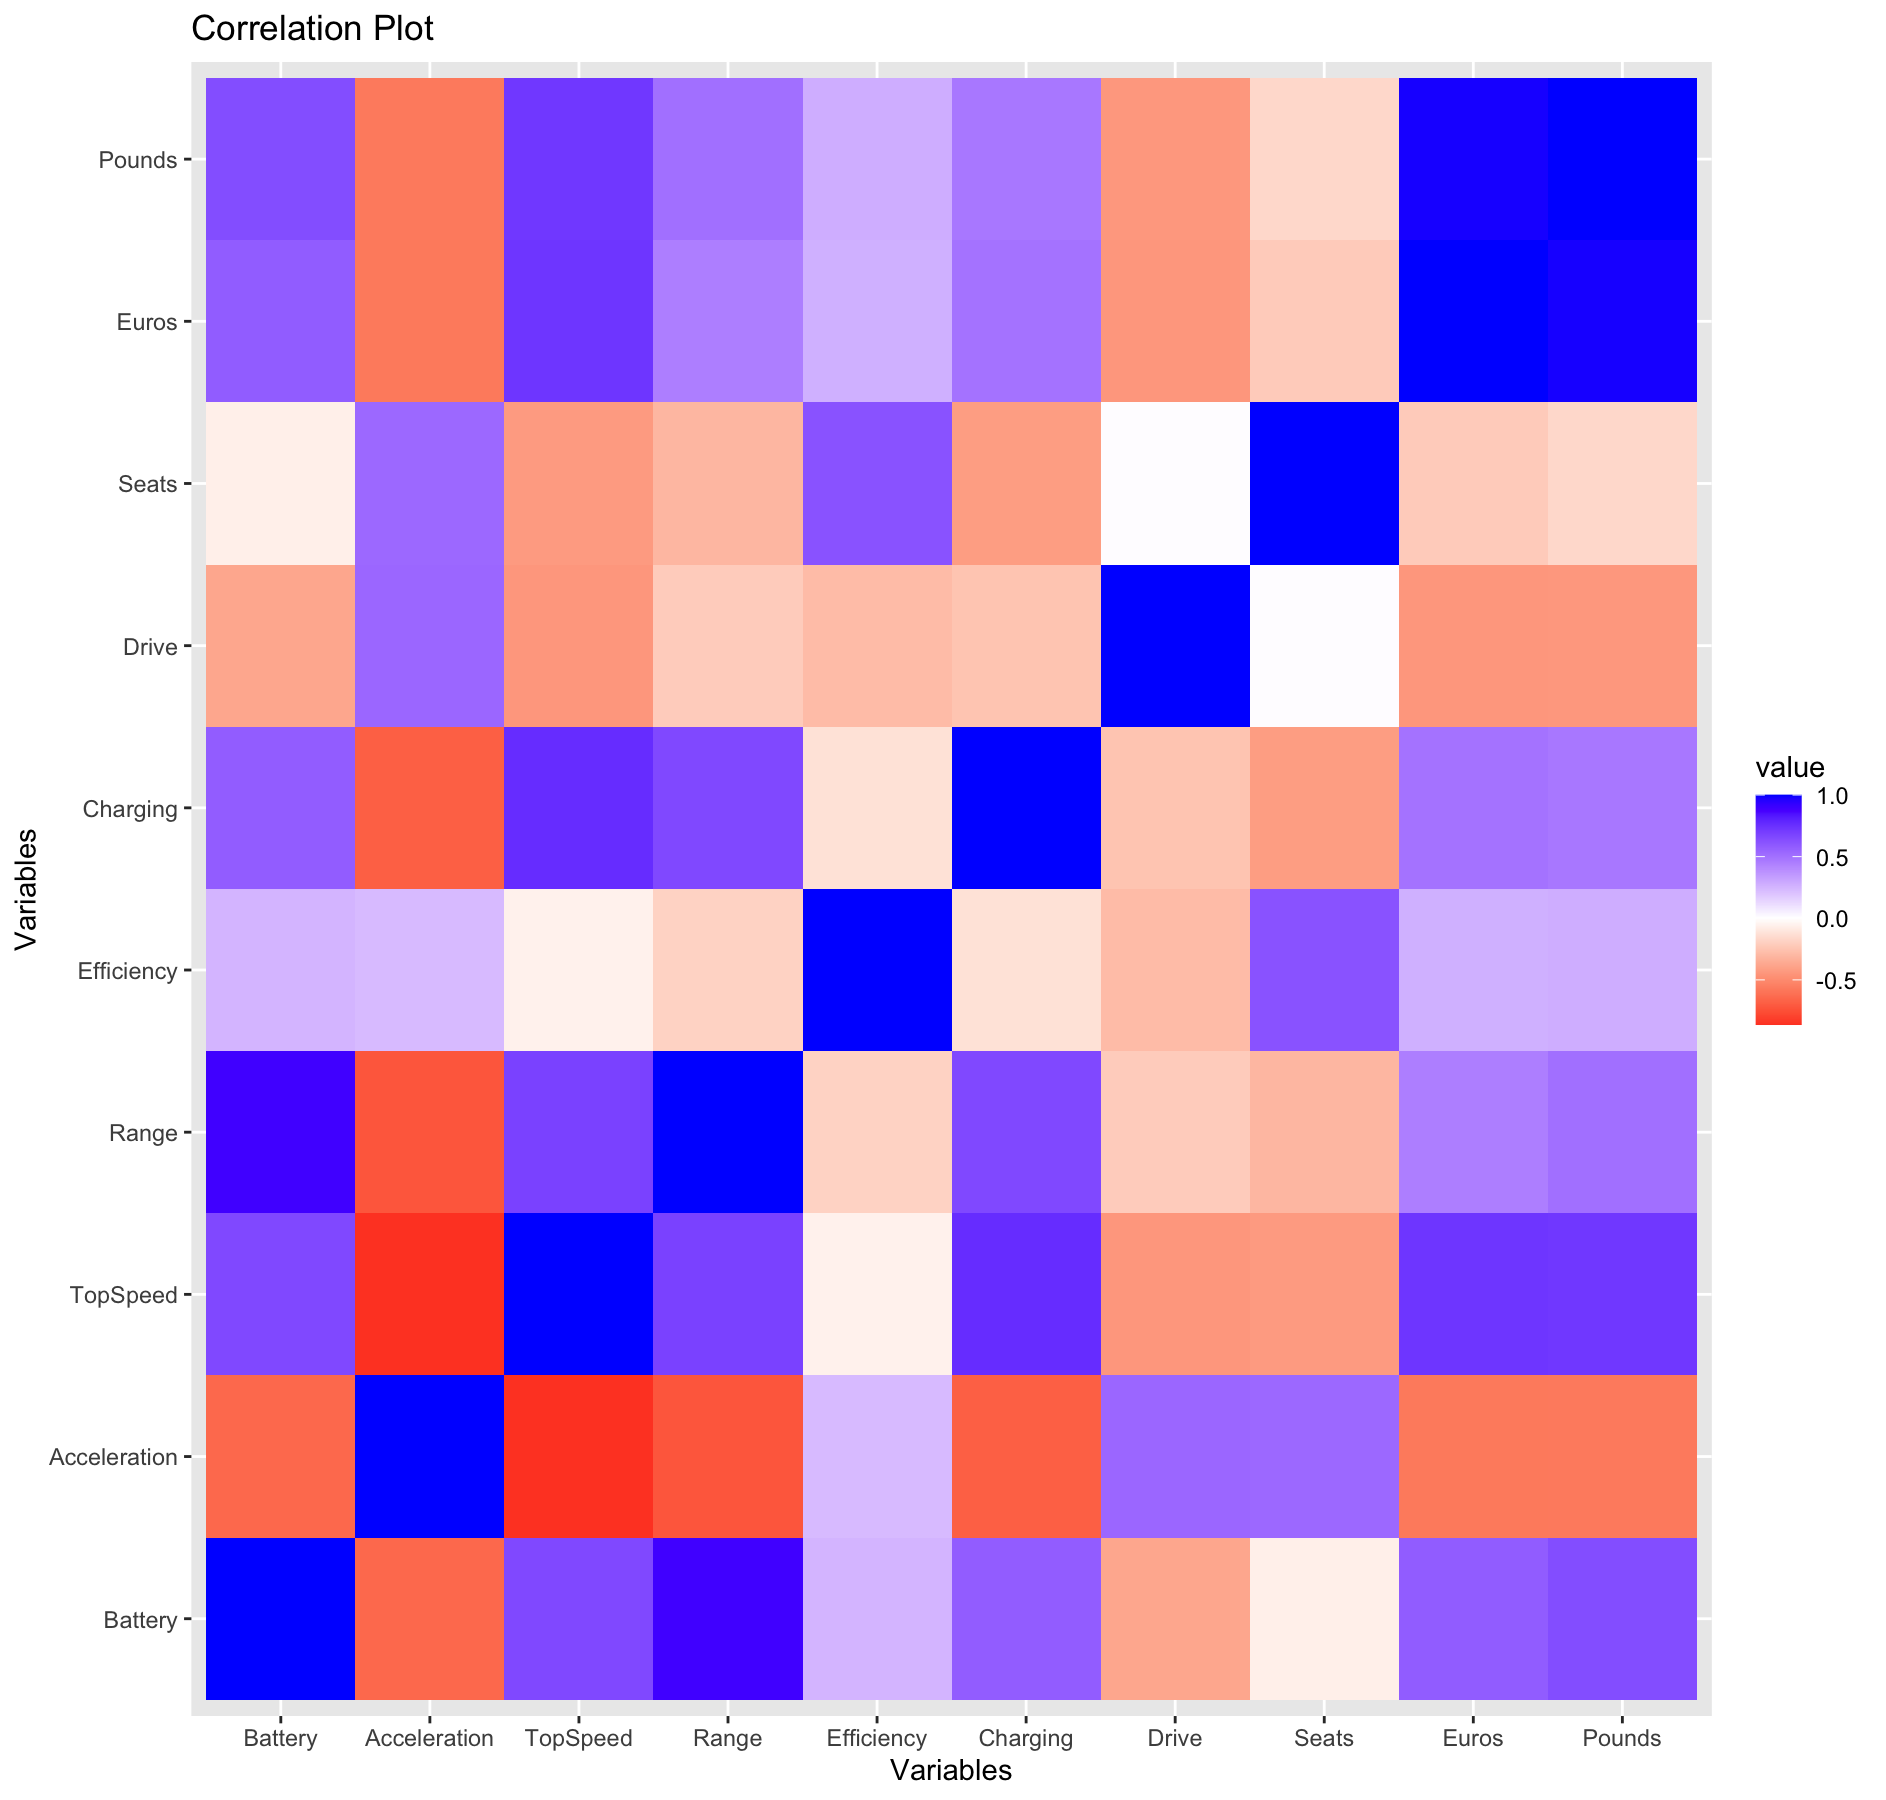 Correlation Plot
Pounds
Euros
Seats
Drive
Charging
Efficiency
Range
TopSpeed
Acceleration
Battery
Variables
Battery Acceleration TopSpeed Range Efficiency Charging Drive Seats Euros Pounds
Variables
value
1.0
0.5
0.0
-0.5